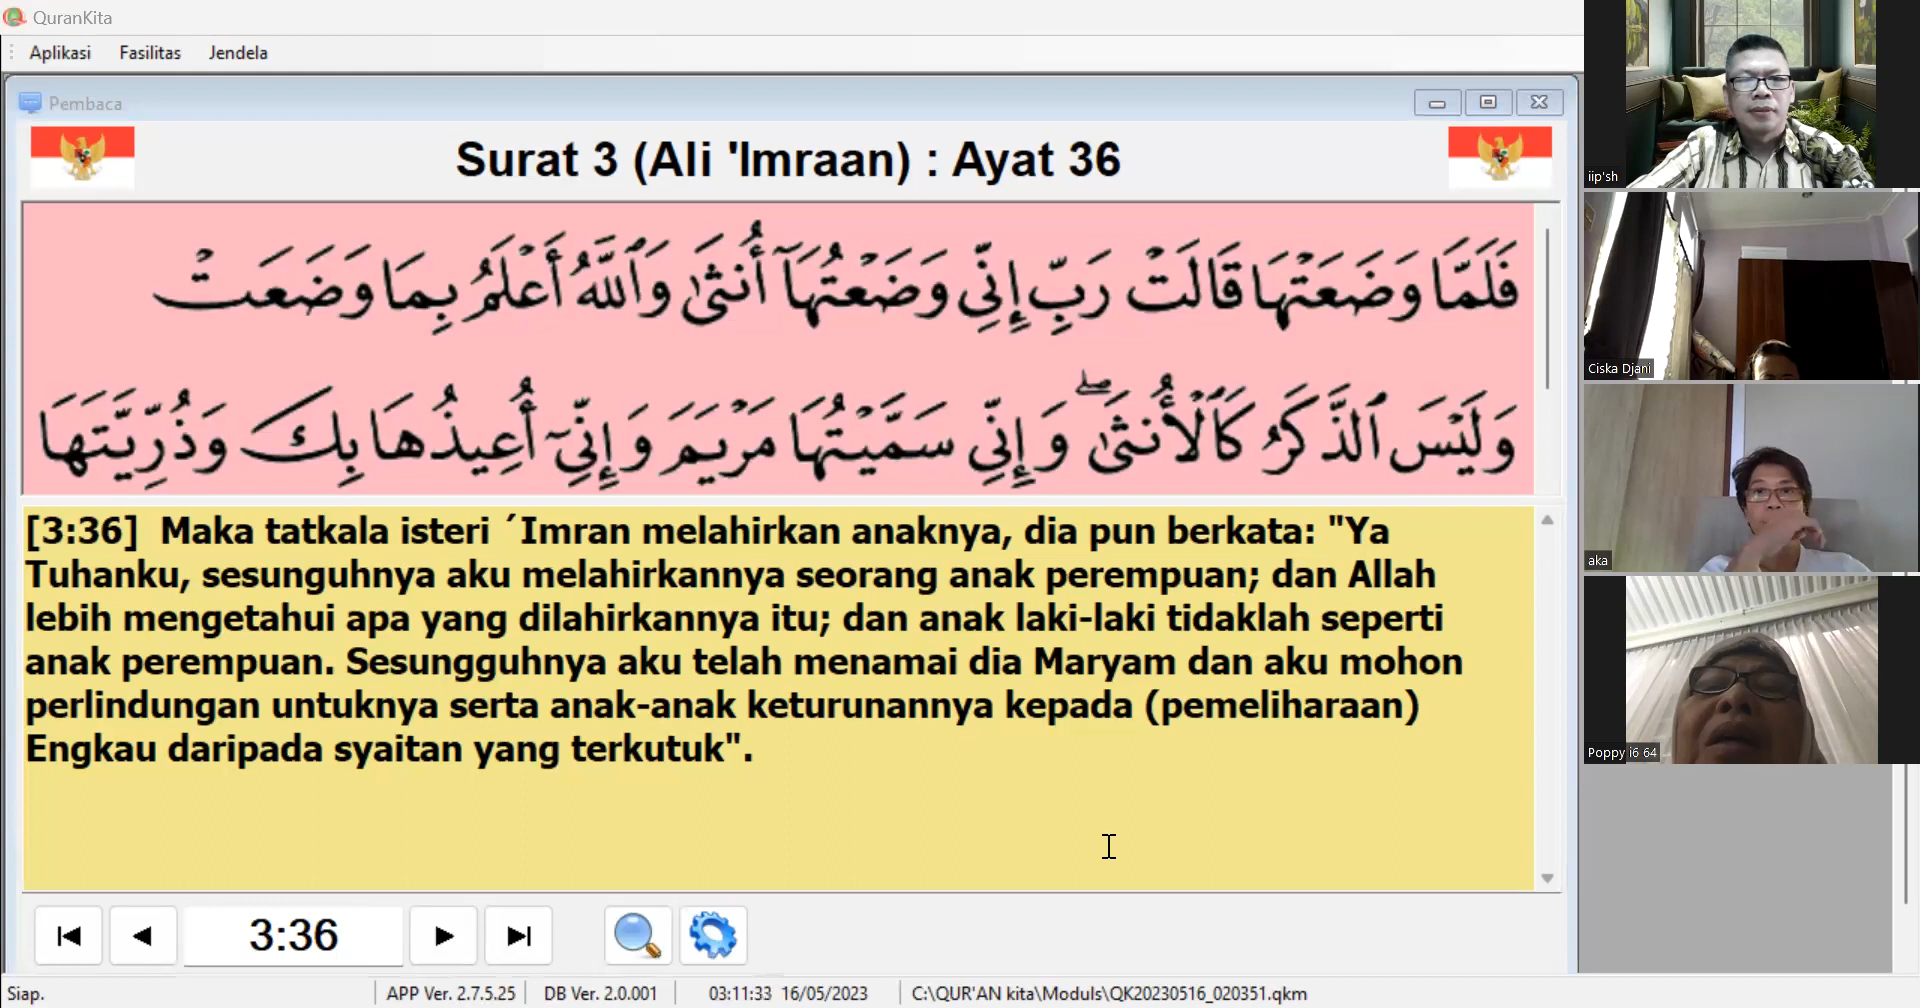 QuranKita
Aplikasi Fasilitas Jendela
Pembaca
Surat 3 (Ali 'Imraan) : Ayat 36
فَلَمَّا وَضَعَتْهَا قَالَتْ رَبِّ إِنِّى وَضَعْتُهَآ أُنثَىٰ وَٱللَّهُ أَعْلَمُ بِمَا وَضَعَتْ
وَلَيْسَ ٱلذَّكَرُ كَٱلْأُنثَىٰ ۖ وَإِنِّى سَمَّيْتُهَا مَرْيَمَ وَإِنِّىٓ أُعِيذُهَا بِكَ وَذُرِّيَّتَهَا
[3:36] Maka tatkala isteri ´Imran melahirkan anaknya, dia pun berkata: "Ya
Tuhanku, sesunguhnya aku melahirkannya seorang anak perempuan; dan Allah
lebih mengetahui apa yang dilahirkannya itu; dan anak laki-laki tidaklah seperti
anak perempuan. Sesungguhnya aku telah menamai dia Maryam dan aku mohon
perlindungan untuknya serta anak-anak keturunannya kepada (pemeliharaan)
Engkau daripada syaitan yang terkutuk".
3:36
Siap. APP Ver. 2.7.5.25 DB Ver. 2.0.001 03:11:33 16/05/2023 C:\QUR'AN kita\Moduls\QK20230516_020351.qkm
iip'sh
Ciska Djani
aka
Poppy i6 64